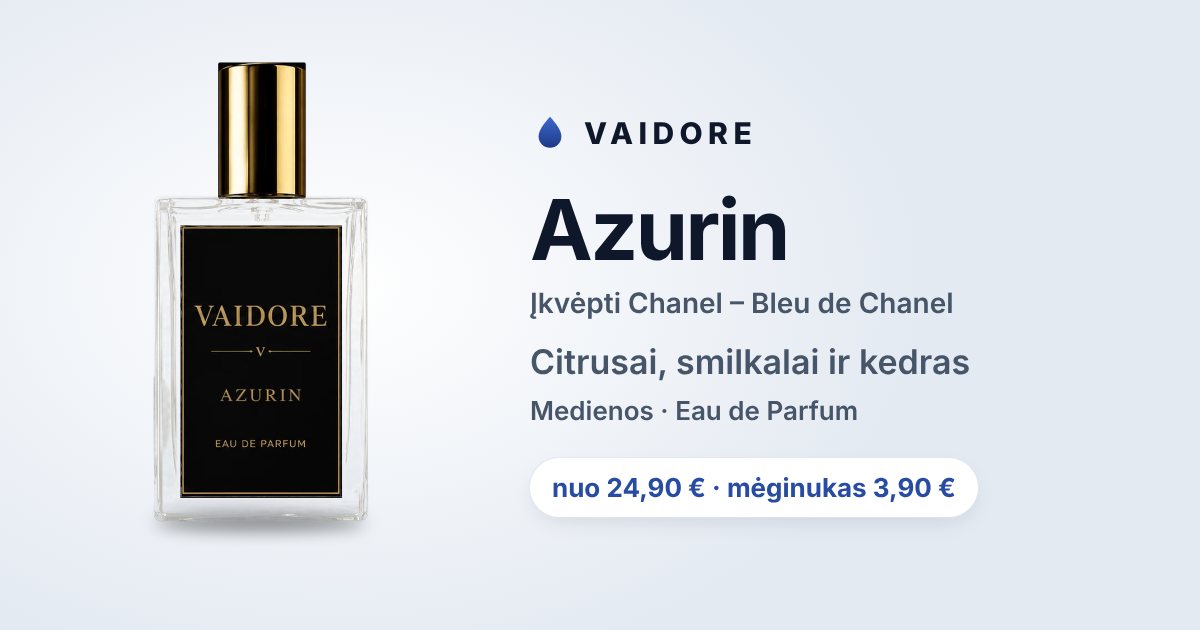 VAIDORE
V
AZURIN
EAU DE PARFUM
VAIDORE
Azurin
Įkvėpti Chanel – Bleu de Chanel
Citrusai, smilkalai ir kedras
Medienos · Eau de Parfum
nuo 24,90 € · mėginukas 3,90 €